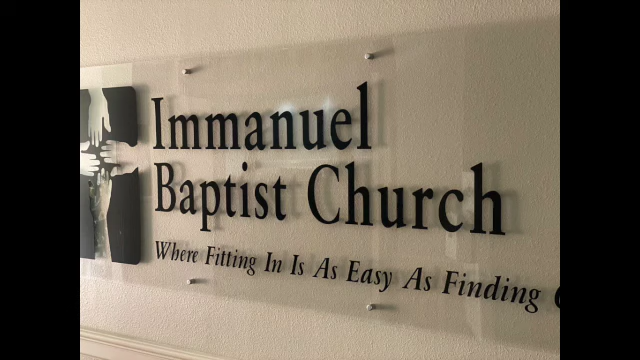 Immanuel
Baptist Church
Where Fitting In Is As Easy As Finding